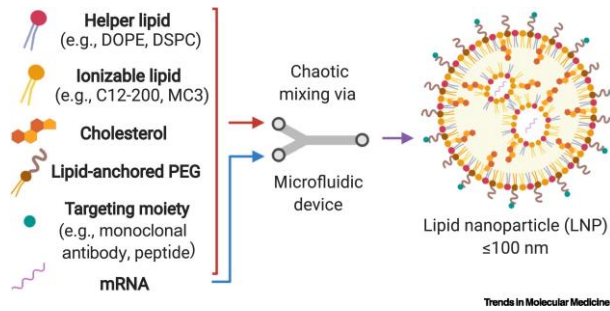 Helper lipid
(e.g., DOPE, DSPC)
Ionizable lipid
(e.g., C12-200, MC3)
Cholesterol
Lipid-anchored PEG
Targeting moiety
(e.g., monoclonal
antibody, peptide)
mRNA
Chaotic
mixing via
Microfluidic
device
Lipid nanoparticle (LNP)
≤100 nm
Trends in Molecular Medicine